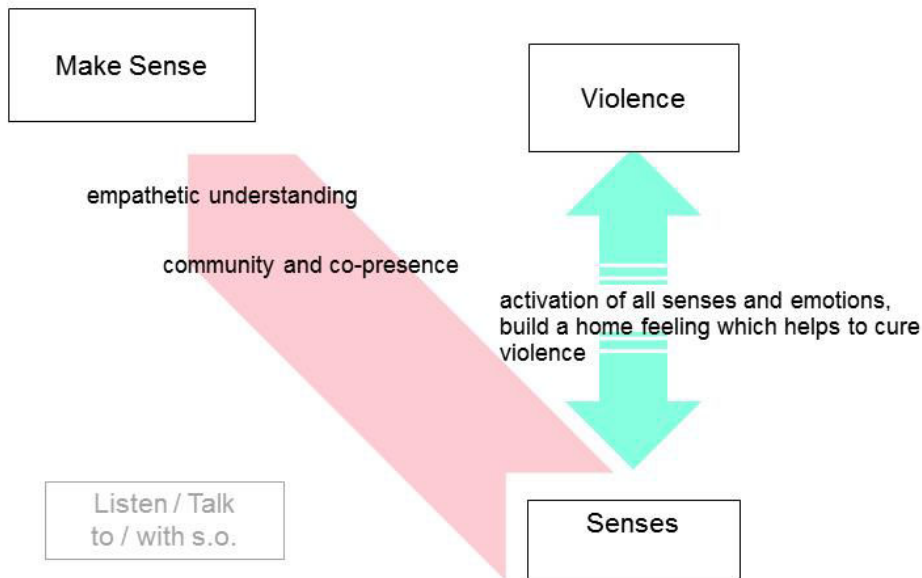 Make Sense
Violence
empathetic understanding
community and co-presence
activation of all senses and emotions,
build a home feeling which helps to cure
violence
Listen / Talk
to / with s.o.
Senses